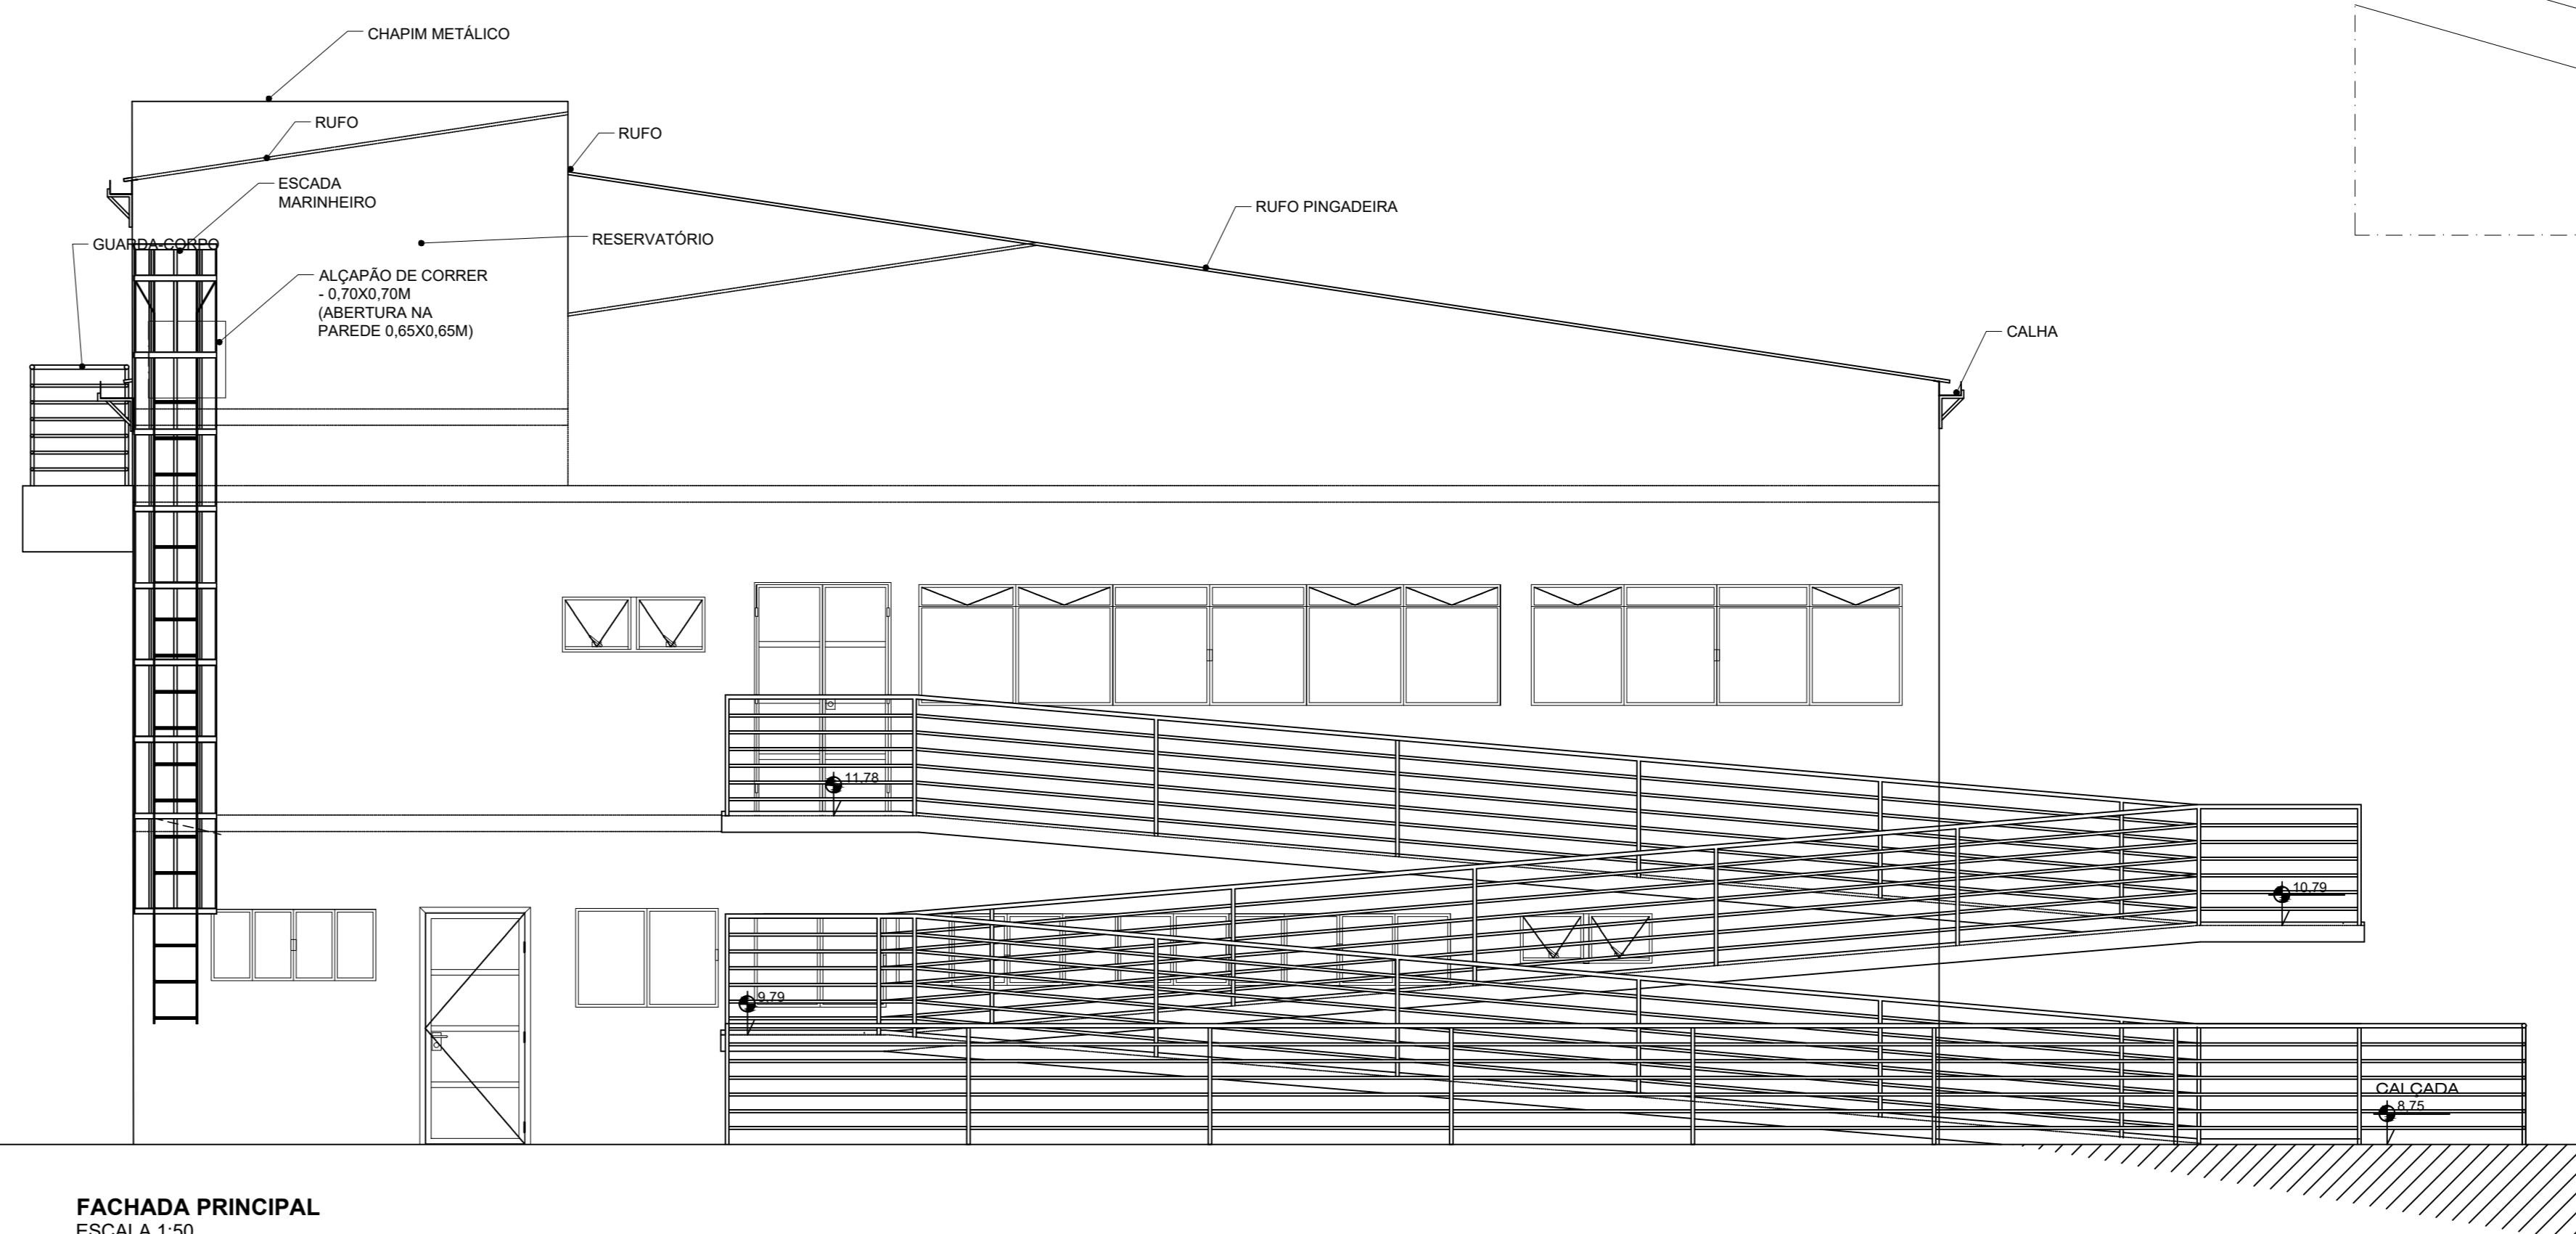 CHAPIM METÁLICO
RUFO
RUFO
ESCADA
MARINHEIRO
RUFO PINGADEIRA
GUARDA-CORPO
RESERVATÓRIO
ALÇAPÃO DE CORRER
- 0,70X0,70M
(ABERTURA NA
PAREDE 0,65X0,65M)
CALHA
11,78
10,79
9,79
CALÇADA
8,75
FACHADA PRINCIPAL
ESCALA 1:50